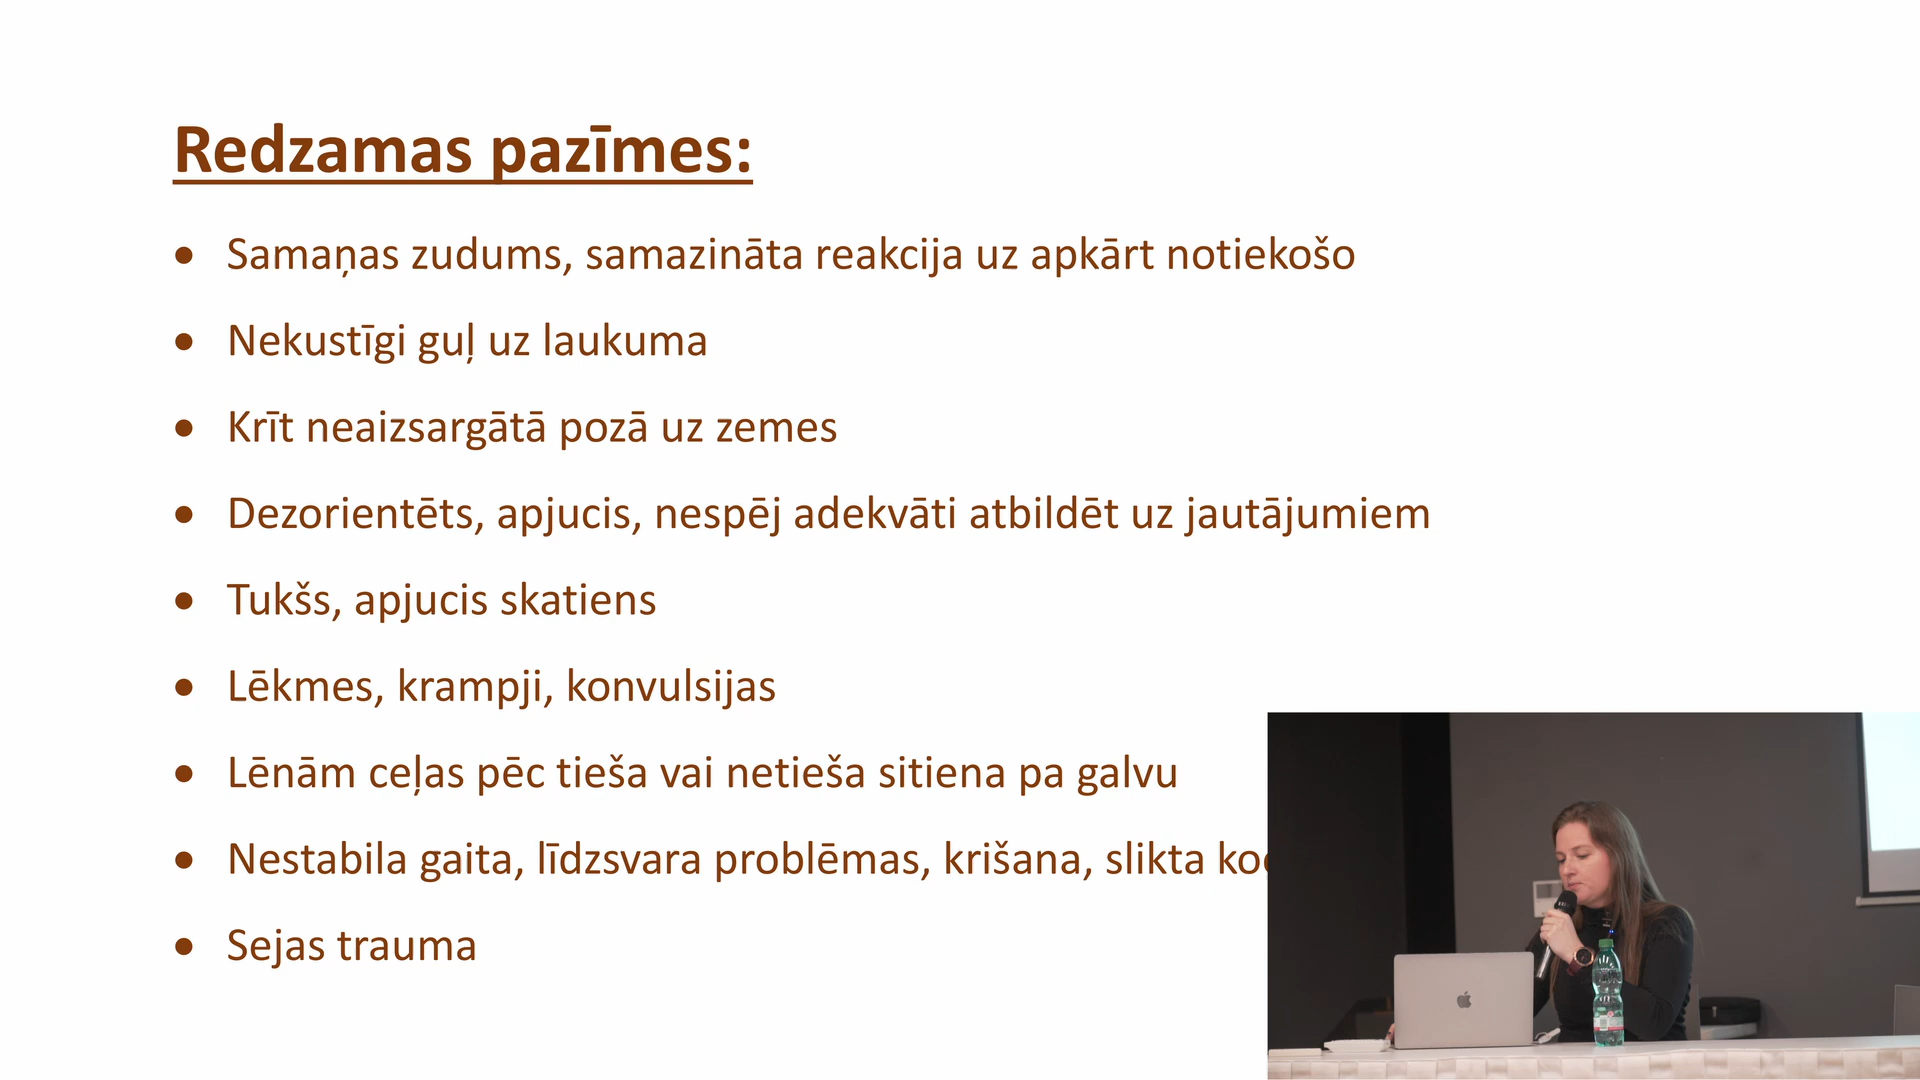 Redzamas pazīmes:
• Samaņas zudums, samazināta reakcija uz apkārt notiekošo
• Nekustīgi guļ uz laukuma
• Krīt neaizsargātā pozā uz zemes
• Dezorientēts, apjucis, nespēj adekvāti atbildēt uz jautājumiem
• Tukšs, apjucis skatiens
• Lēkmes, krampji, konvulsijas
• Lēnām ceļas pēc tieša vai netieša sitiena pa galvu
• Nestabila gaita, līdzsvara problēmas, krišana, slikta
• Sejas trauma